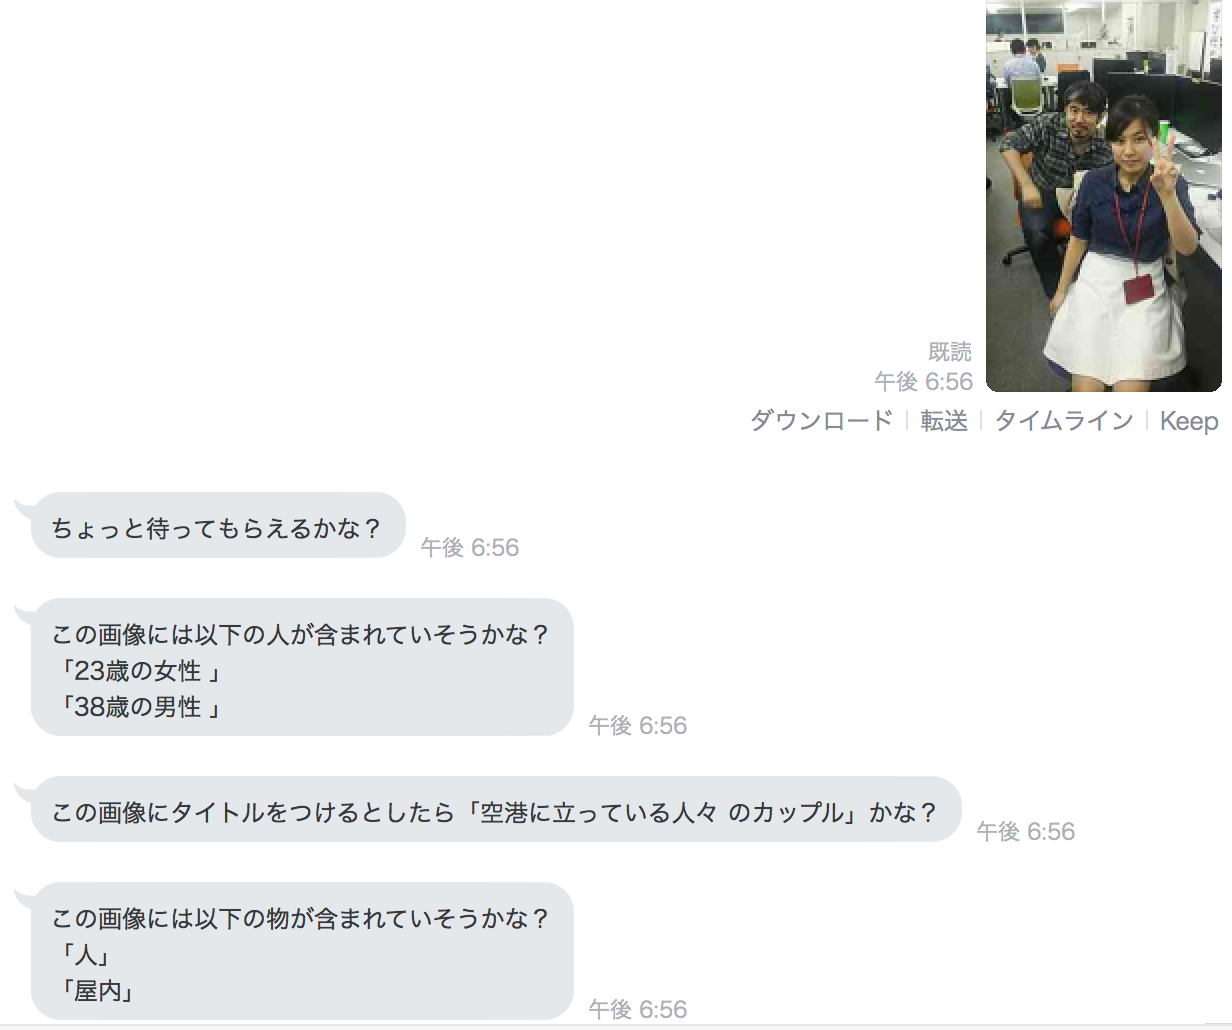 既読
午後 6:56
ダウンロード｜転送｜タイムライン｜Keep
ちょっと待ってもらえるかな？
午後 6:56
この画像には以下の人が含まれていそうかな？
「23歳の女性 」
「38歳の男性 」
午後 6:56
この画像にタイトルをつけるとしたら「空港に立っている人々 のカップル」かな？
午後 6:56
この画像には以下の物が含まれていそうかな？
「人」
「屋内」
午後 6:56